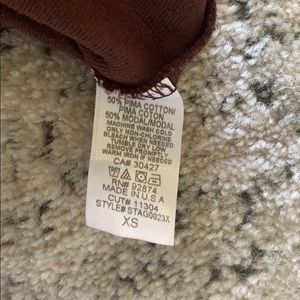 50% PIMA COTTON/
PIMA COTON
50% MODAL/MODAL
MACHINE WASH COLD
ONLY NON-CHLORINE
BLEACH WHEN NEEDED
TUMBLE DRY LOW
REMOVE PROMPTLY
WARM IRON IF NEEDED
CA# 30427
RN# 92874
MADE IN U.S.A
CUT# 11304
STYLE# STAG0023X
XS